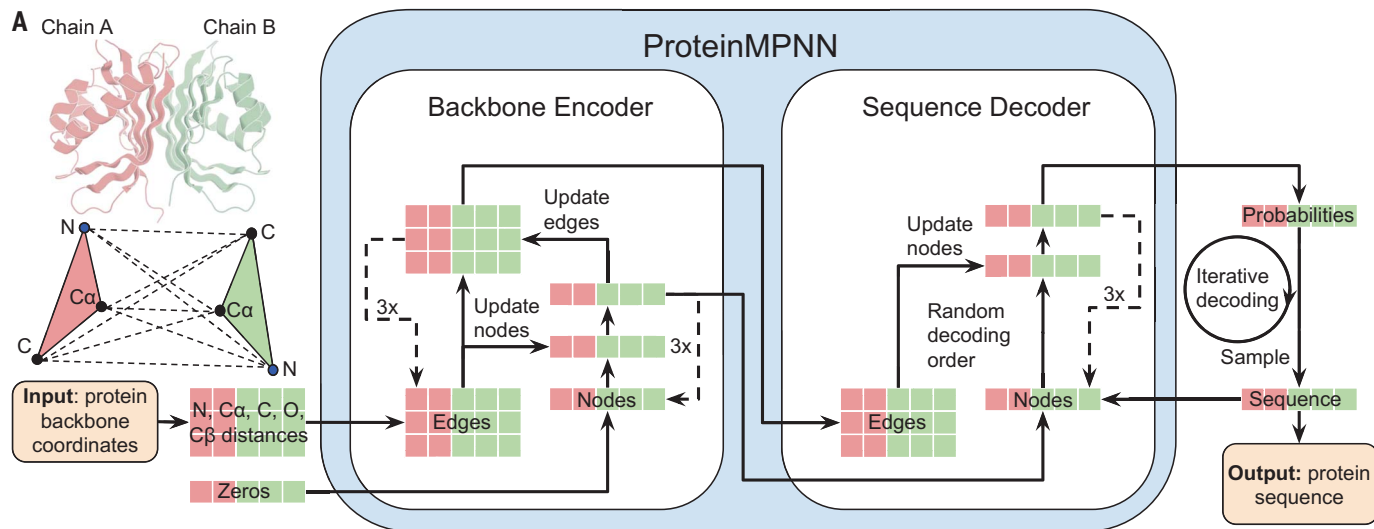 A
Chain A
Chain B
N
C
Cα
Cα
C
N
Input: protein
backbone
coordinates
N, Cα, C, O,
Cβ distances
Zeros
ProteinMPNN
Backbone Encoder
Update
edges
3x
Update
nodes
3x
Edges
Nodes
Sequence Decoder
Update
nodes
3x
Random
decoding
order
Edges
Nodes
Probabilities
Iterative
decoding
Sample
Sequence
Output: protein
sequence